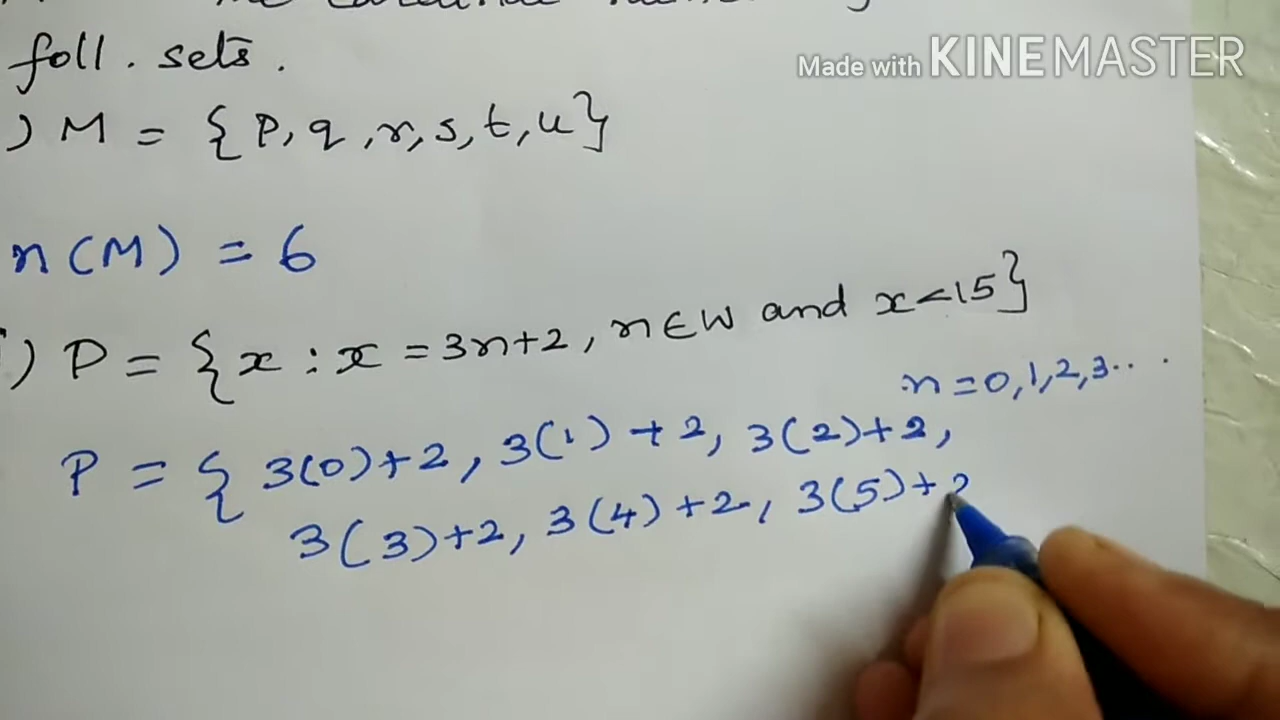 foll. sets.
Made with KINEMASTER
) M = {P, q, r, s, t, u}
n(M) = 6
) P = {x : x = 3n+2, n∈W and x<15}
n = 0, 1, 2, 3...
P = { 3(0)+2, 3(1)+2, 3(2)+2,
3(3)+2, 3(4)+2, 3(5)+2